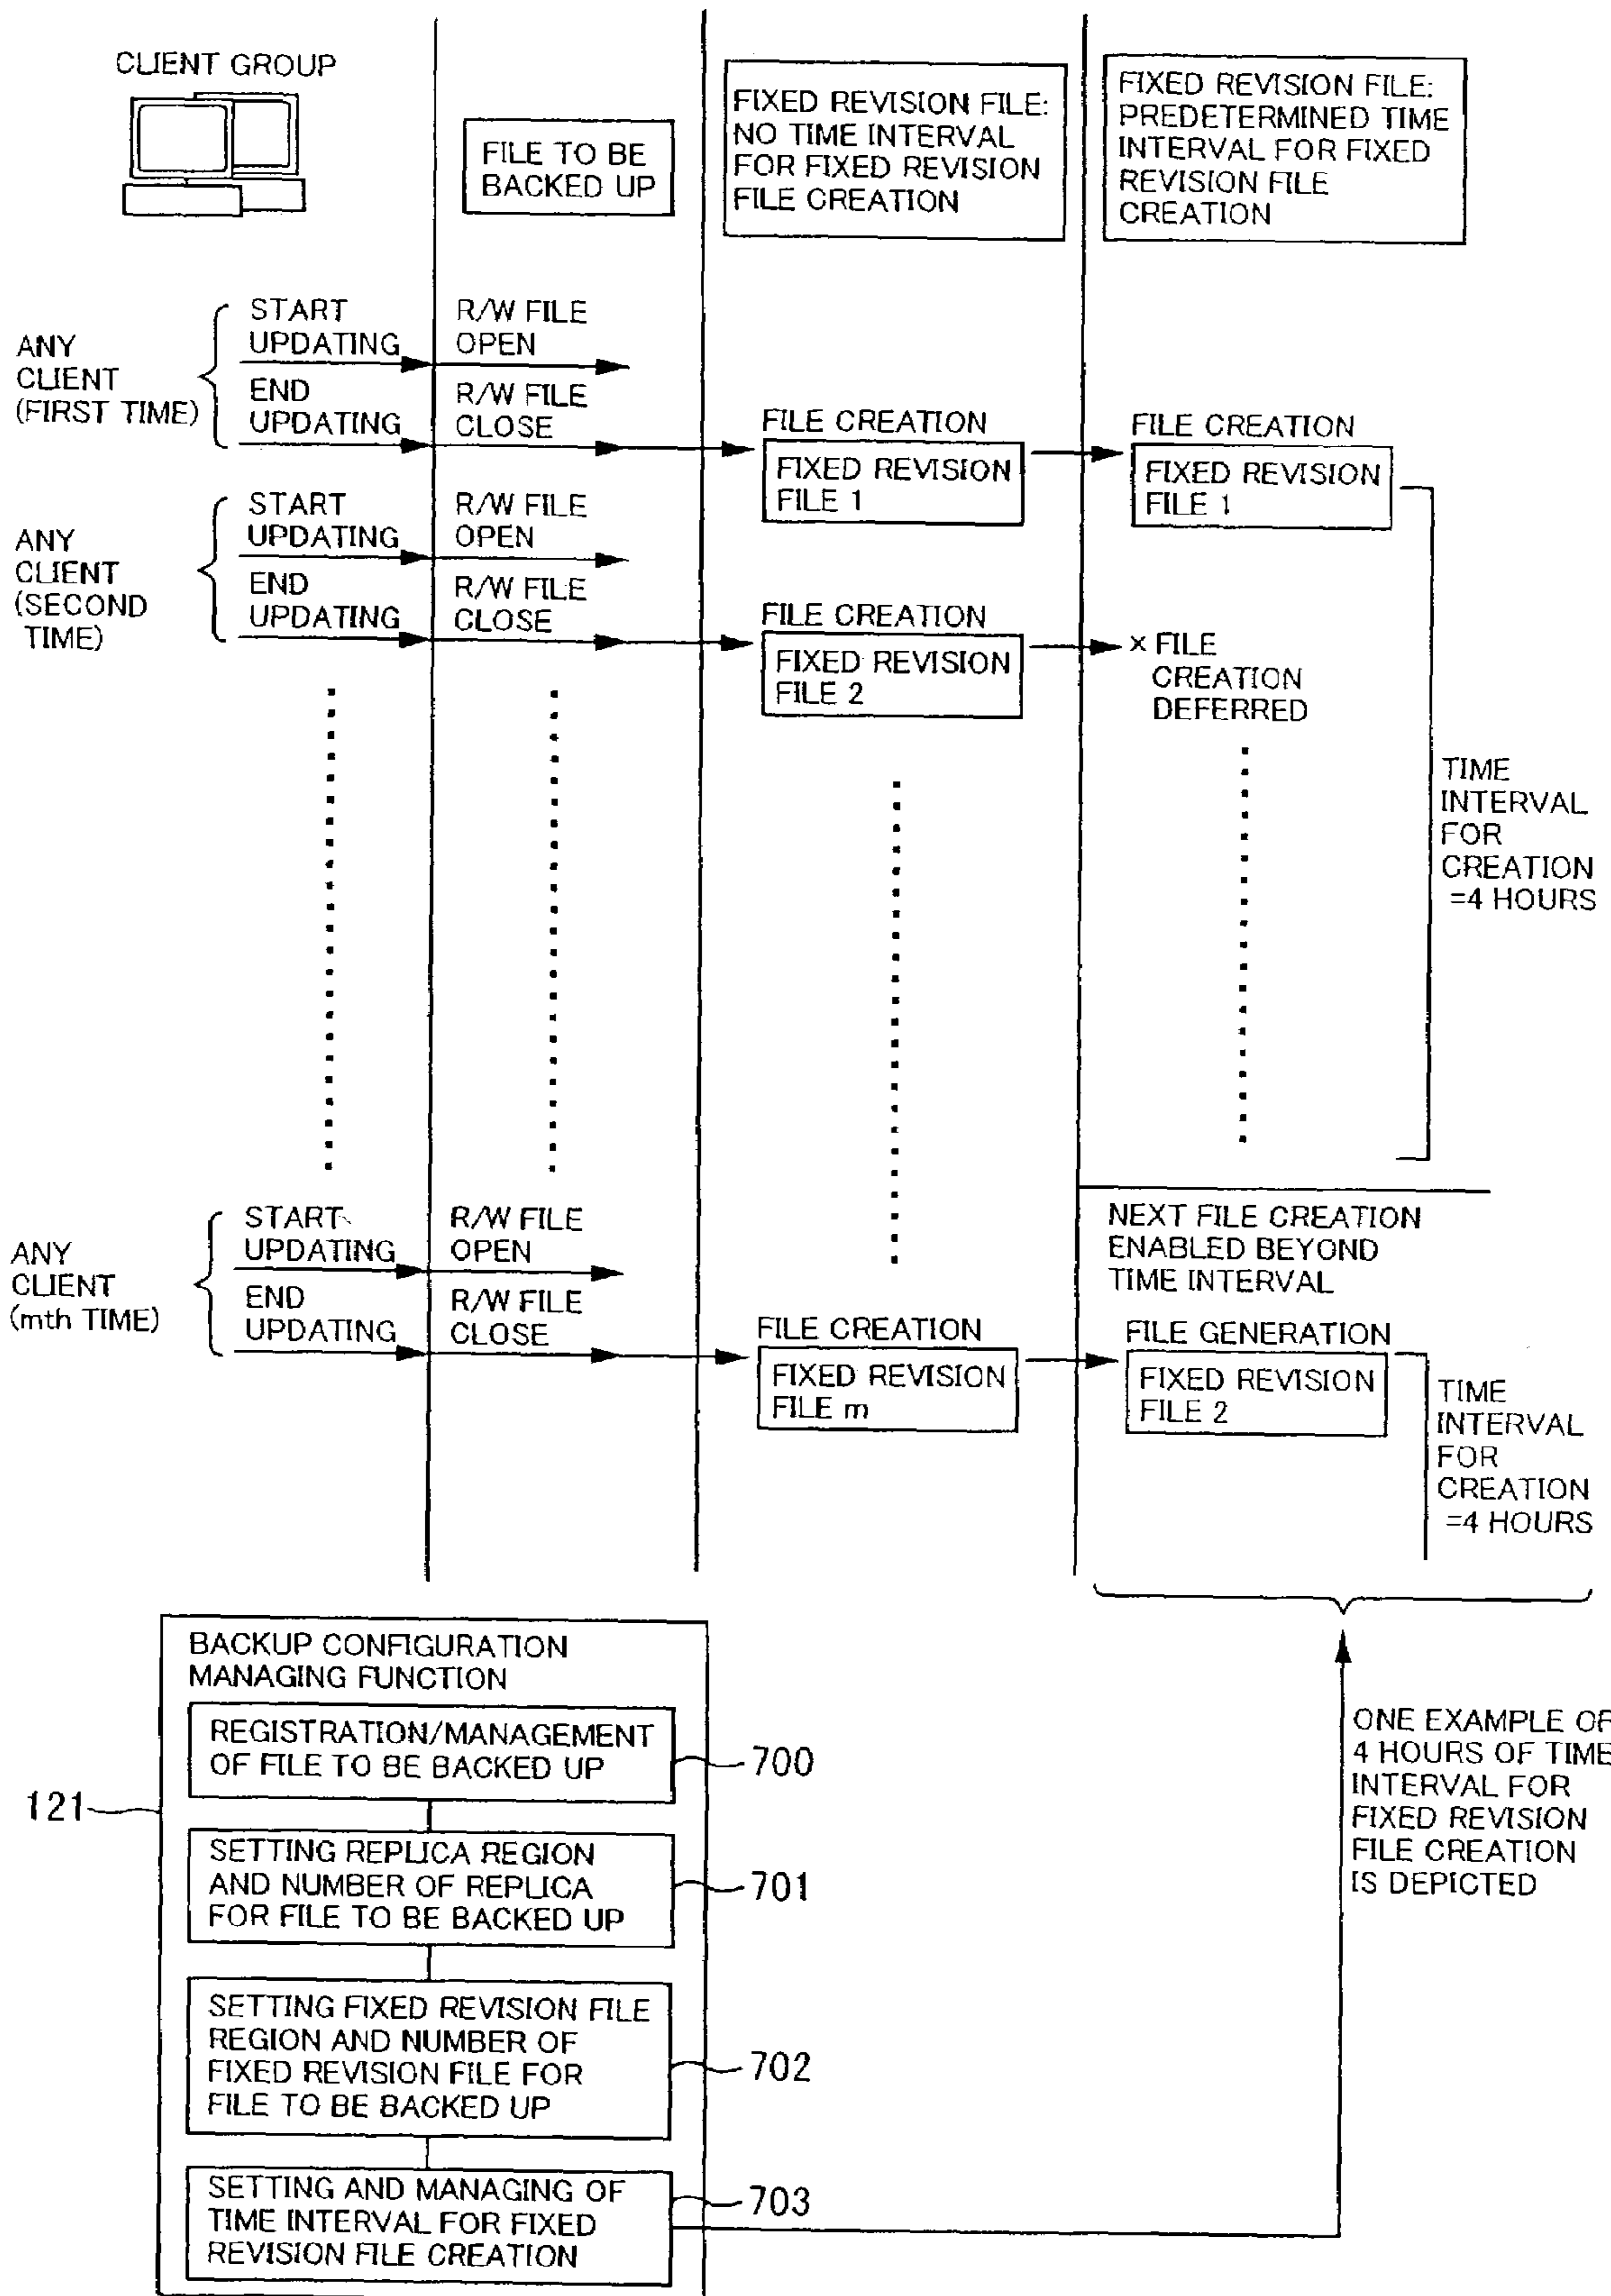 CLIENT GROUP
FILE TO BE
BACKED UP
FIXED REVISION FILE:
NO TIME INTERVAL
FOR FIXED REVISION
FILE CREATION
FIXED REVISION FILE:
PREDETERMINED TIME
INTERVAL FOR FIXED
REVISION FILE
CREATION
ANY
CLIENT
(FIRST TIME)
START
UPDATING
END
UPDATING
R/W FILE
OPEN
R/W FILE
CLOSE
FILE CREATION
FIXED REVISION
FILE 1
FILE CREATION
FIXED REVISION
FILE 1
ANY
CLIENT
(SECOND
TIME)
START
UPDATING
END
UPDATING
R/W FILE
OPEN
R/W FILE
CLOSE
FILE CREATION
FIXED REVISION
FILE 2
× FILE
CREATION
DEFERRED
TIME
INTERVAL
FOR
CREATION
=4 HOURS
ANY
CLIENT
(mth TIME)
START
UPDATING
END
UPDATING
R/W FILE
OPEN
R/W FILE
CLOSE
FILE CREATION
FIXED REVISION
FILE m
NEXT FILE CREATION
ENABLED BEYOND
TIME INTERVAL
FILE GENERATION
FIXED REVISION
FILE 2
TIME
INTERVAL
FOR
CREATION
=4 HOURS
BACKUP CONFIGURATION
MANAGING FUNCTION
REGISTRATION/MANAGEMENT
OF FILE TO BE BACKED UP
700
121
SETTING REPLICA REGION
AND NUMBER OF REPLICA
FOR FILE TO BE BACKED UP
701
SETTING FIXED REVISION FILE
REGION AND NUMBER OF
FIXED REVISION FILE FOR
FILE TO BE BACKED UP
702
SETTING AND MANAGING OF
TIME INTERVAL FOR FIXED
REVISION FILE CREATION
703
ONE EXAMPLE OF
4 HOURS OF TIME
INTERVAL FOR
FIXED REVISION
FILE CREATION
IS DEPICTED